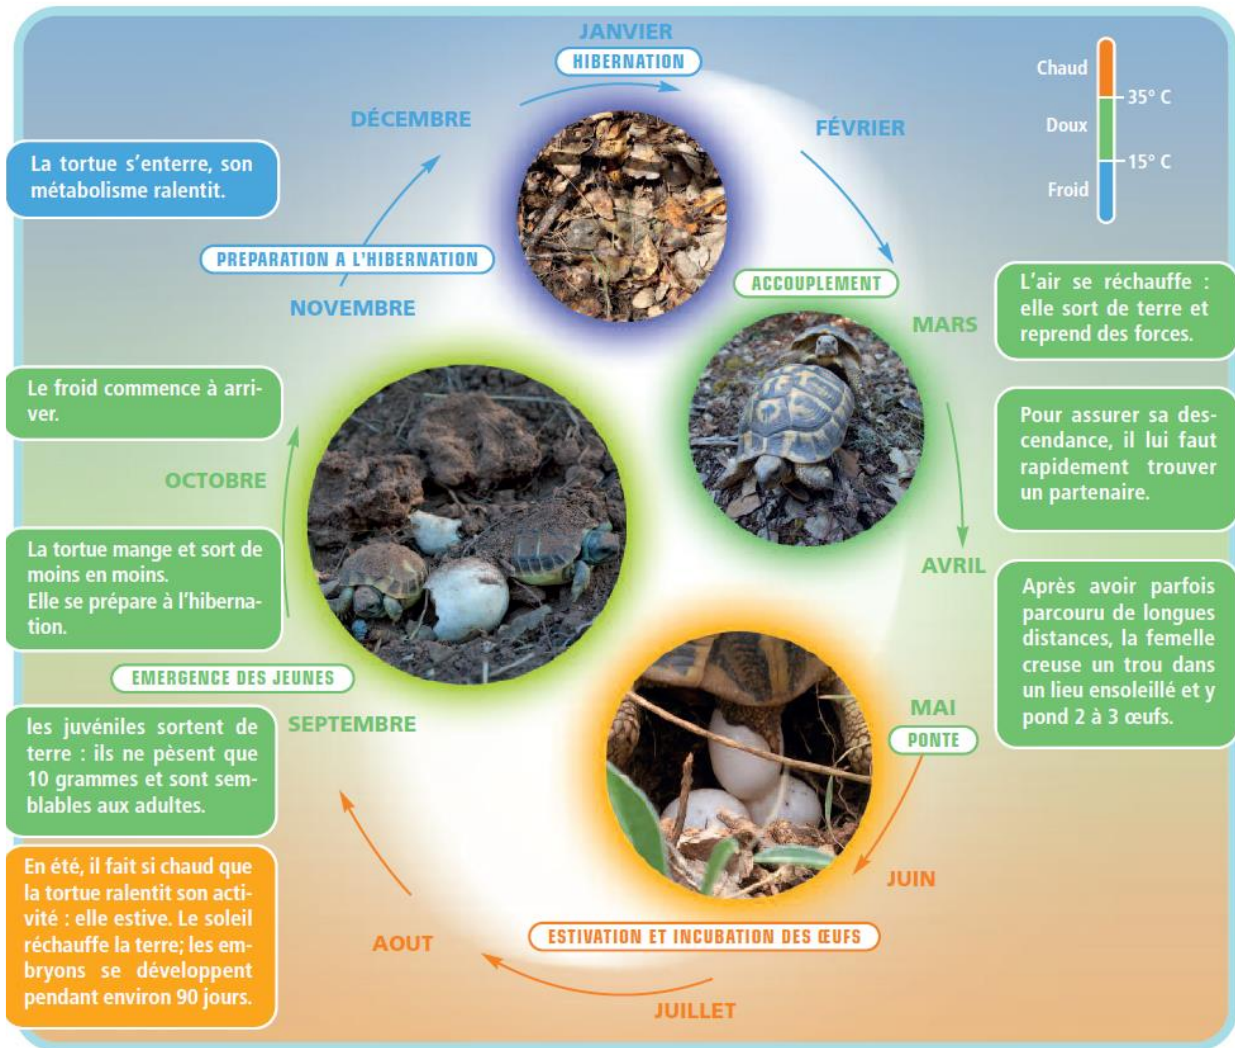 JANVIER
HIBERNATION
FÉVRIER
Chaud
35° C
Doux
15° C
Froid
ACCOUPLEMENT
MARS
L'air se réchauffe :
elle sort de terre et
reprend des forces.
Pour assurer sa des-
cendance, il lui faut
rapidement trouver
un partenaire.
AVRIL
Après avoir parfois
parcouru de longues
distances, la femelle
creuse un trou dans
un lieu ensoleillé et y
pond 2 à 3 œufs.
MAI
PONTE
JUIN
ESTIVATION ET INCUBATION DES ŒUFS
JUILLET
AOUT
En été, il fait si chaud que
la tortue ralentit son acti-
vité : elle estive. Le soleil
réchauffe la terre; les em-
bryons se développent
pendant environ 90 jours.
SEPTEMBRE
EMERGENCE DES JEUNES
les juvéniles sortent de
terre : ils ne pèsent que
10 grammes et sont sem-
blables aux adultes.
La tortue mange et sort de
moins en moins.
Elle se prépare à l'hiberna-
tion.
OCTOBRE
Le froid commence à arri-
ver.
NOVEMBRE
PREPARATION A L'HIBERNATION
La tortue s'enterre, son
métabolisme ralentit.
DÉCEMBRE